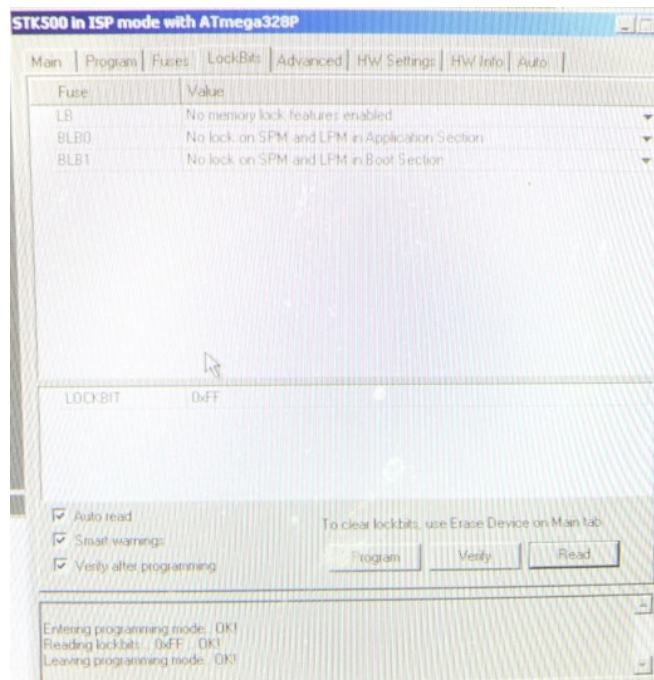 STK500 in ISP mode with ATmega328P
Main Program Fuses LockBits Advanced HW Settings HW Info Auto
Fuse Value
LB No memory lock features enabled
BLB0 No lock on SPM and LPM in Application Section
BLB1 No lock on SPM and LPM in Boot Section
LOCKBIT 0xFF
Auto read
To clear lockbits, use Erase Device on Main tab
Smart warnings
Program Verify Read
Verify after programming
Entering programming mode.. OK!
Reading lockbits .. 0xFF .. OK!
Leaving programming mode.. OK!